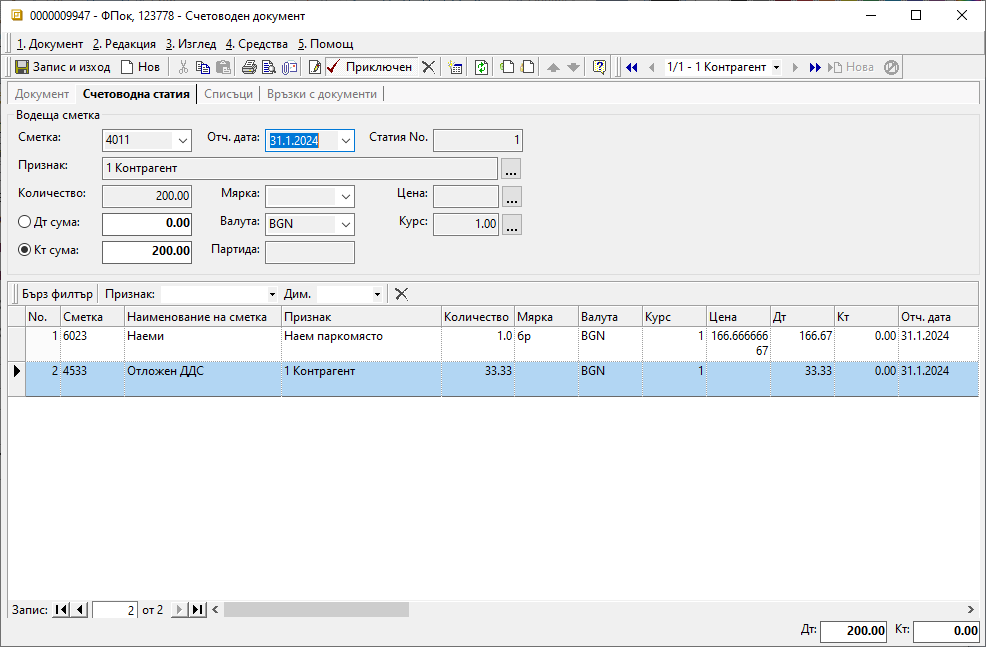 0000009947 - ФПок, 123778 - Счетоводен документ
1. Документ 2. Редакция 3. Изглед 4. Средства 5. Помощ
Запис и изход Нов Приключен 1/1 - 1 Контрагент Нова
Документ Счетоводна статия Списъци Връзки с документи
Водеща сметка
Сметка: 4011 Отч. дата: 31.1.2024 Статия No. 1
Признак: 1 Контрагент ...
Количество: 200.00 Мярка: Цена: ...
Дт сума: 0.00 Валута: BGN Курс: 1.00 ...
Кт сума: 200.00 Партида:
Бърз филтър Признак: Дим.
No. Сметка Наименование на сметка Признак Количество Мярка Валута Курс Цена Дт Кт Отч. дата
1 6023 Наеми Наем паркомясто 1.0 бр BGN 1 166.666666 166.67 0.00 31.1.2024
67
2 4533 Отложен ДДС 1 Контрагент 33.33 BGN 1 33.33 0.00 31.1.2024
Запис: 2 от 2
Дт: 200.00 Кт: 0.00